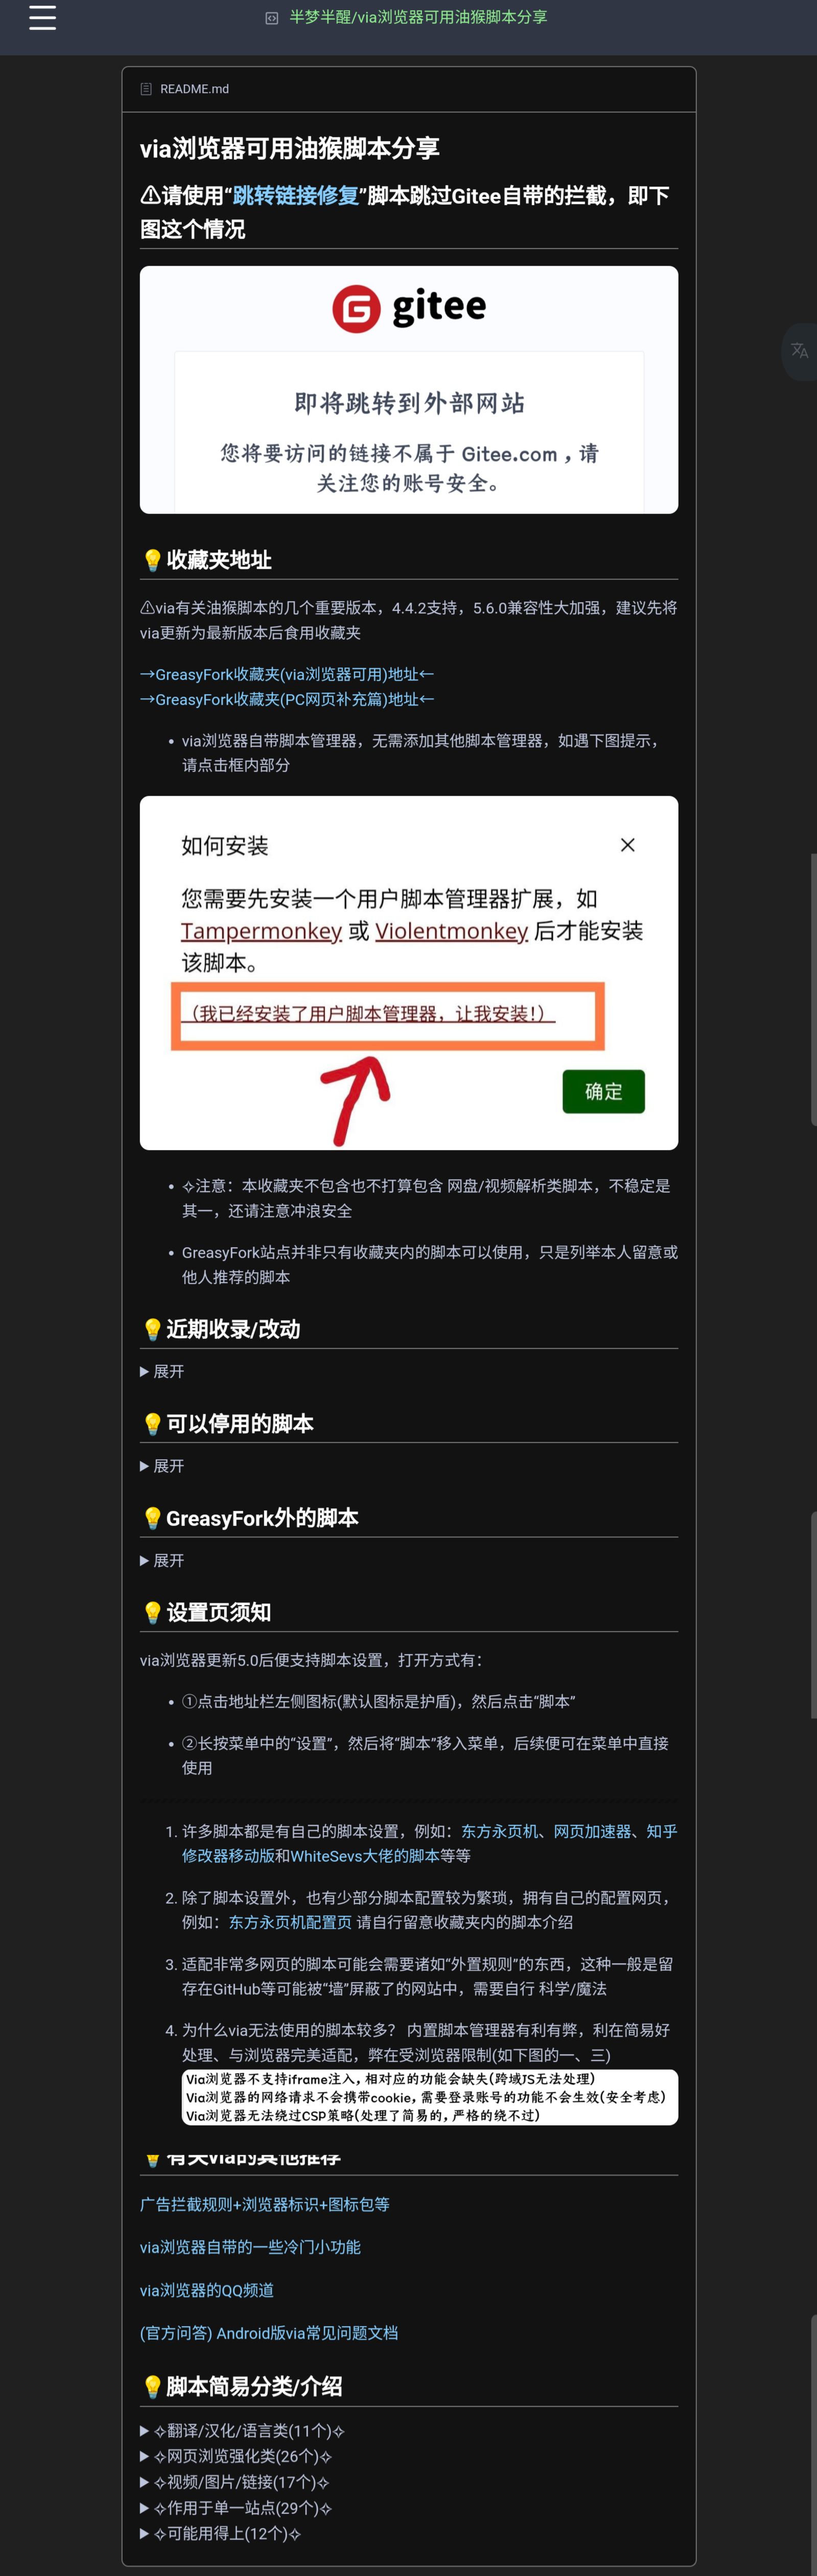 半梦半醒/via浏览器可用油猴脚本分享
README.md
via浏览器可用油猴脚本分享
⚠请使用“跳转链接修复”脚本跳过Gitee自带的拦截，即下
图这个情况
gitee
即将跳转到外部网站
您将要访问的链接不属于 Gitee.com ，请
关注您的账号安全。
💡收藏夹地址
⚠via有关油猴脚本的几个重要版本，4.4.2支持，5.6.0兼容性大加强，建议先将
via更新为最新版本后食用收藏夹
→GreasyFork收藏夹(via浏览器可用)地址←
→GreasyFork收藏夹(PC网页补充篇)地址←
• via浏览器自带脚本管理器，无需添加其他脚本管理器，如遇下图提示，
请点击框内部分
如何安装 ×
您需要先安装一个用户脚本管理器扩展，如
Tampermonkey 或 Violentmonkey 后才能安装
该脚本。
（我已经安装了用户脚本管理器，让我安装！）
确定
• ✧注意：本收藏夹不包含也不打算包含 网盘/视频解析类脚本，不稳定是
其一，还请注意冲浪安全
• GreasyFork站点并非只有收藏夹内的脚本可以使用，只是列举本人留意或
他人推荐的脚本
💡近期收录/改动
▶ 展开
💡可以停用的脚本
▶ 展开
💡GreasyFork外的脚本
▶ 展开
💡设置页须知
via浏览器更新5.0后便支持脚本设置，打开方式有：
• ①点击地址栏左侧图标(默认图标是护盾)，然后点击“脚本”
• ②长按菜单中的“设置”，然后将“脚本”移入菜单，后续便可在菜单中直接
使用
1. 许多脚本都是有自己的脚本设置，例如：东方永页机、网页加速器、知乎
修改器移动版和WhiteSevs大佬的脚本等等
2. 除了脚本设置外，也有少部分脚本配置较为繁琐，拥有自己的配置网页，
例如：东方永页机配置页 请自行留意收藏夹内的脚本介绍
3. 适配非常多网页的脚本可能会需要诸如“外置规则”的东西，这种一般是留
存在GitHub等可能被“墙”屏蔽了的网站中，需要自行 科学/魔法
4. 为什么via无法使用的脚本较多？ 内置脚本管理器有利有弊，利在简易好
处理、与浏览器完美适配，弊在受浏览器限制(如下图的一、三)
Via浏览器不支持iframe注入，相对应的功能会缺失(跨域JS无法处理)
Via浏览器的网络请求不会携带cookie，需要登录账号的功能不会生效(安全考虑)
Via浏览器无法绕过CSP策略(处理了简易的，严格的绕不过)
💡有关via的其他推荐
广告拦截规则+浏览器标识+图标包等
via浏览器自带的一些冷门小功能
via浏览器的QQ频道
(官方问答) Android版via常见问题文档
💡脚本简易分类/介绍
▶ ✧翻译/汉化/语言类(11个)✧
▶ ✧网页浏览强化类(26个)✧
▶ ✧视频/图片/链接(17个)✧
▶ ✧作用于单一站点(29个)✧
▶ ✧可能用得上(12个)✧